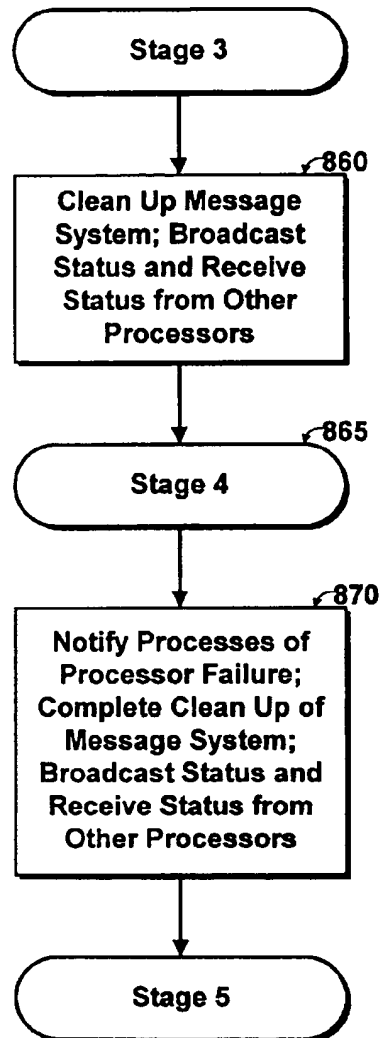 Stage 3
860
Clean Up Message
System; Broadcast
Status and Receive
Status from Other
Processors
865
Stage 4
870
Notify Processes of
Processor Failure;
Complete Clean Up of
Message System;
Broadcast Status and
Receive Status from
Other Processors
Stage 5